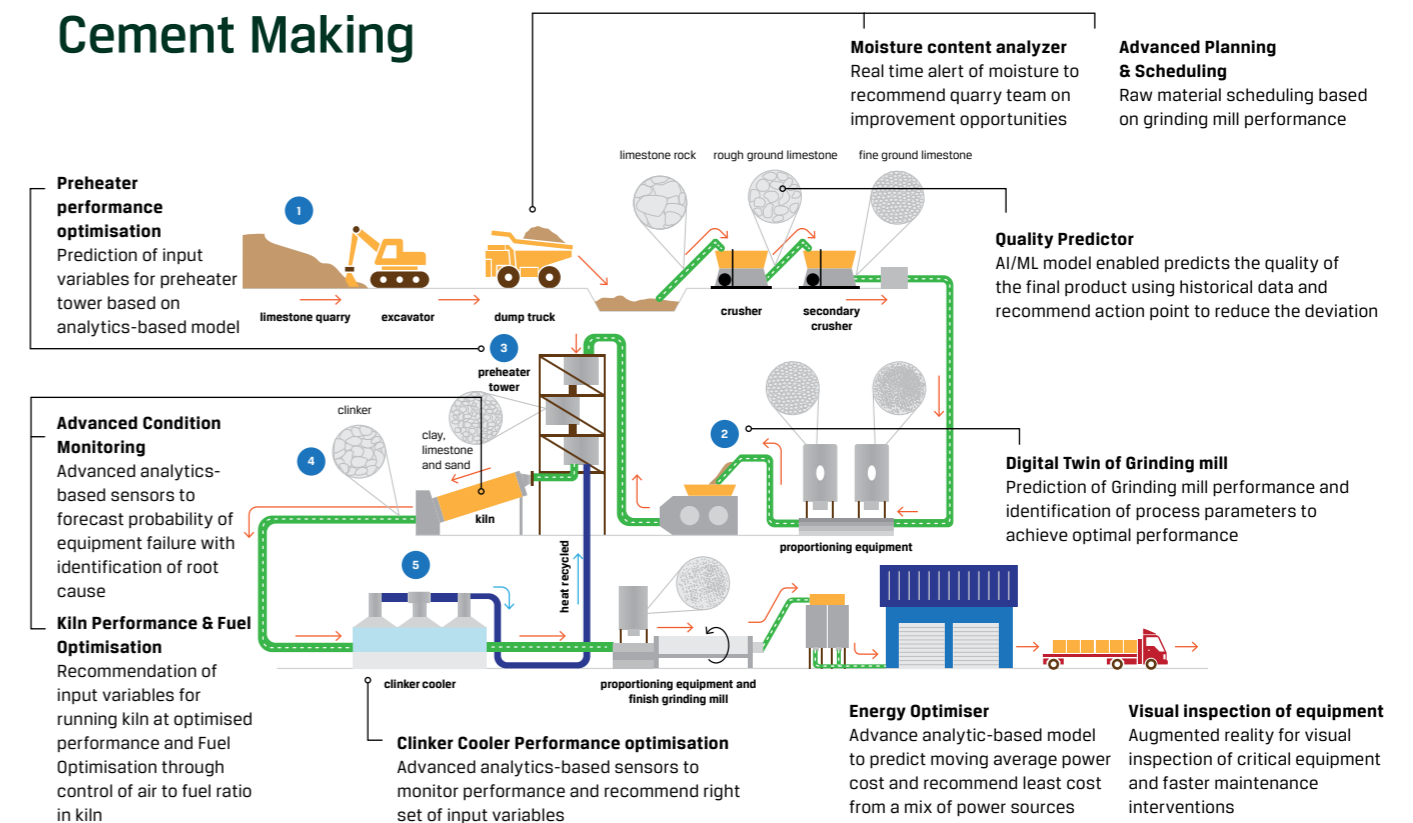 Cement Making
Moisture content analyzer
Real time alert of moisture to
recommend quarry team on
improvement opportunities
Advanced Planning
& Scheduling
Raw material scheduling based
on grinding mill performance
limestone rock
rough ground limestone
fine ground limestone
Preheater
performance
optimisation
Prediction of input
variables for preheater
tower based on
analytics-based model
1
limestone quarry
excavator
dump truck
crusher
secondary
crusher
Quality Predictor
AI/ML model enabled predicts the quality of
the final product using historical data and
recommend action point to reduce the deviation
3
preheater
tower
Advanced Condition
Monitoring
Advanced analytics-
based sensors to
forecast probability of
equipment failure with
identification of root
cause
clinker
clay,
limestone
and sand
4
kiln
2
proportioning equipment
Digital Twin of Grinding mill
Prediction of Grinding mill performance and
identification of process parameters to
achieve optimal performance
Kiln Performance & Fuel
Optimisation
Recommendation of
input variables for
running kiln at optimised
performance and Fuel
Optimisation through
control of air to fuel ratio
in kiln
5
heat recycled
clinker cooler
proportioning equipment and
finish grinding mill
Clinker Cooler Performance optimisation
Advanced analytics-based sensors to
monitor performance and recommend right
set of input variables
Energy Optimiser
Advance analytic-based model
to predict moving average power
cost and recommend least cost
from a mix of power sources
Visual inspection of equipment
Augmented reality for visual
inspection of critical equipment
and faster maintenance
interventions